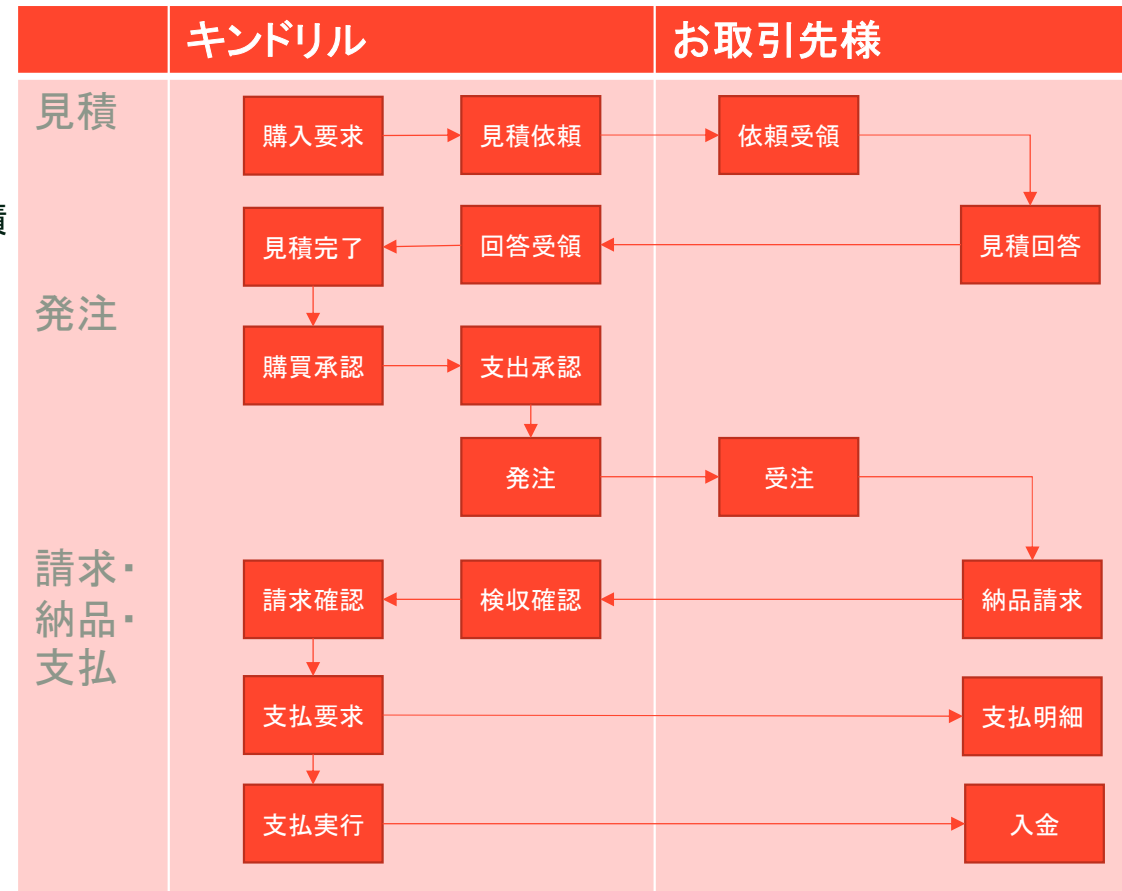 キンドリル お取引先様
見積
購入要求 見積依頼 依頼受領
見積完了 回答受領 見積回答
発注
購買承認 支出承認
発注 受注
請求・
納品・
支払
請求確認 検収確認 納品請求
支払要求 支払明細
支払実行 入金